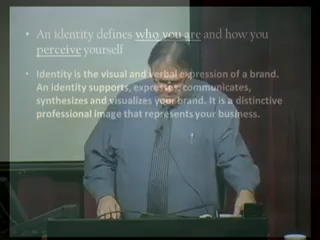 • An identity defines who you are and how you
perceive yourself
• Identity is the visual and verbal expression of a brand.
An identity supports, expresses, communicates,
synthesizes and visualizes your brand. It is a distinctive
professional image that represents your business.